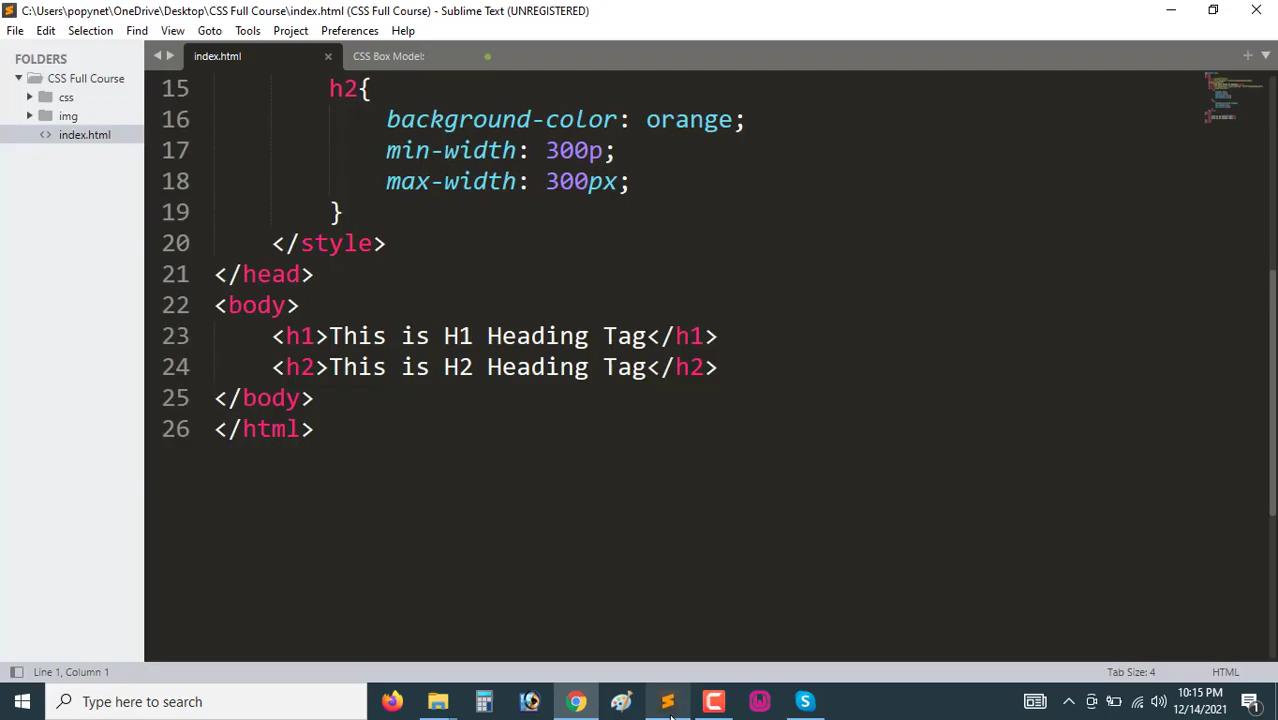 C:\Users\popynet\OneDrive\Desktop\CSS Full Course\index.html (CSS Full Course) - Sublime Text (UNREGISTERED)
File Edit Selection Find View Goto Tools Project Preferences Help
FOLDERS
CSS Full Course
css
img
index.html
index.html
CSS Box Model:
15 h2{
16 background-color: orange;
17 min-width: 300p;
18 max-width: 300px;
19 }
20 </style>
21 </head>
22 <body>
23 <h1>This is H1 Heading Tag</h1>
24 <h2>This is H2 Heading Tag</h2>
25 </body>
26 </html>
Line 1, Column 1
Tab Size: 4
HTML
Type here to search
10:15 PM
12/14/2021
1